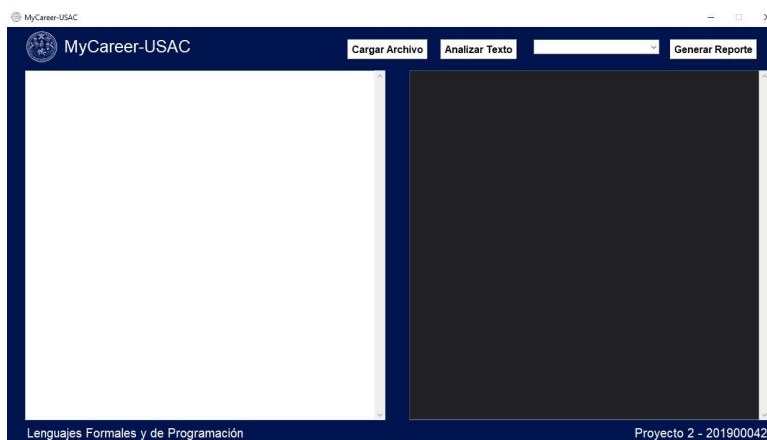 MyCareer-USAC
MyCareer-USAC
Cargar Archivo
Analizar Texto
Generar Reporte
Lenguajes Formales y de Programación
Proyecto 2 - 201900042